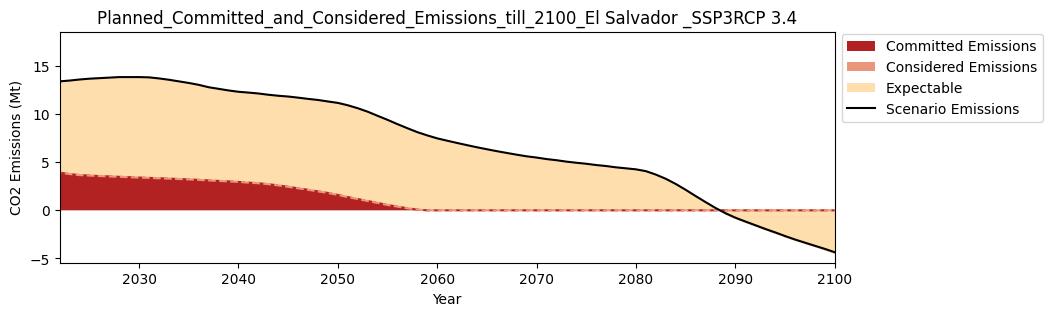 Planned_Committed_and_Considered_Emissions_till_2100_El Salvador _SSP3RCP 3.4
Committed Emissions
Considered Emissions
Expectable
Scenario Emissions
CO2 Emissions (Mt)
15
10
5
0
−5
2030 2040 2050 2060 2070 2080 2090 2100
Year